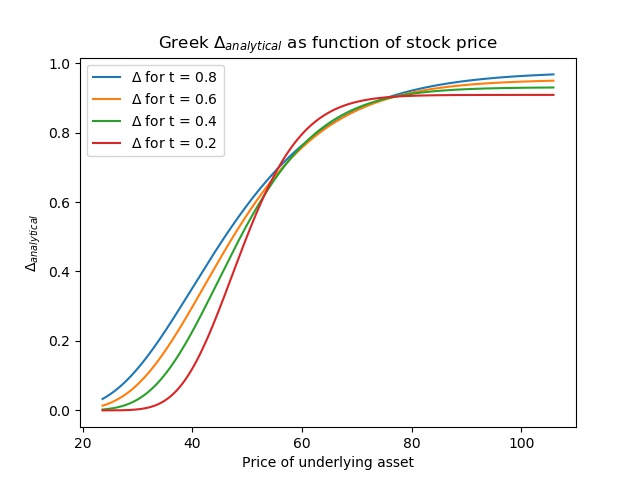 Greek Δanalytical as function of stock price
Δ for t = 0.8
Δ for t = 0.6
Δ for t = 0.4
Δ for t = 0.2
1.0
0.8
0.6
0.4
0.2
0.0
Δanalytical
20 40 60 80 100
Price of underlying asset